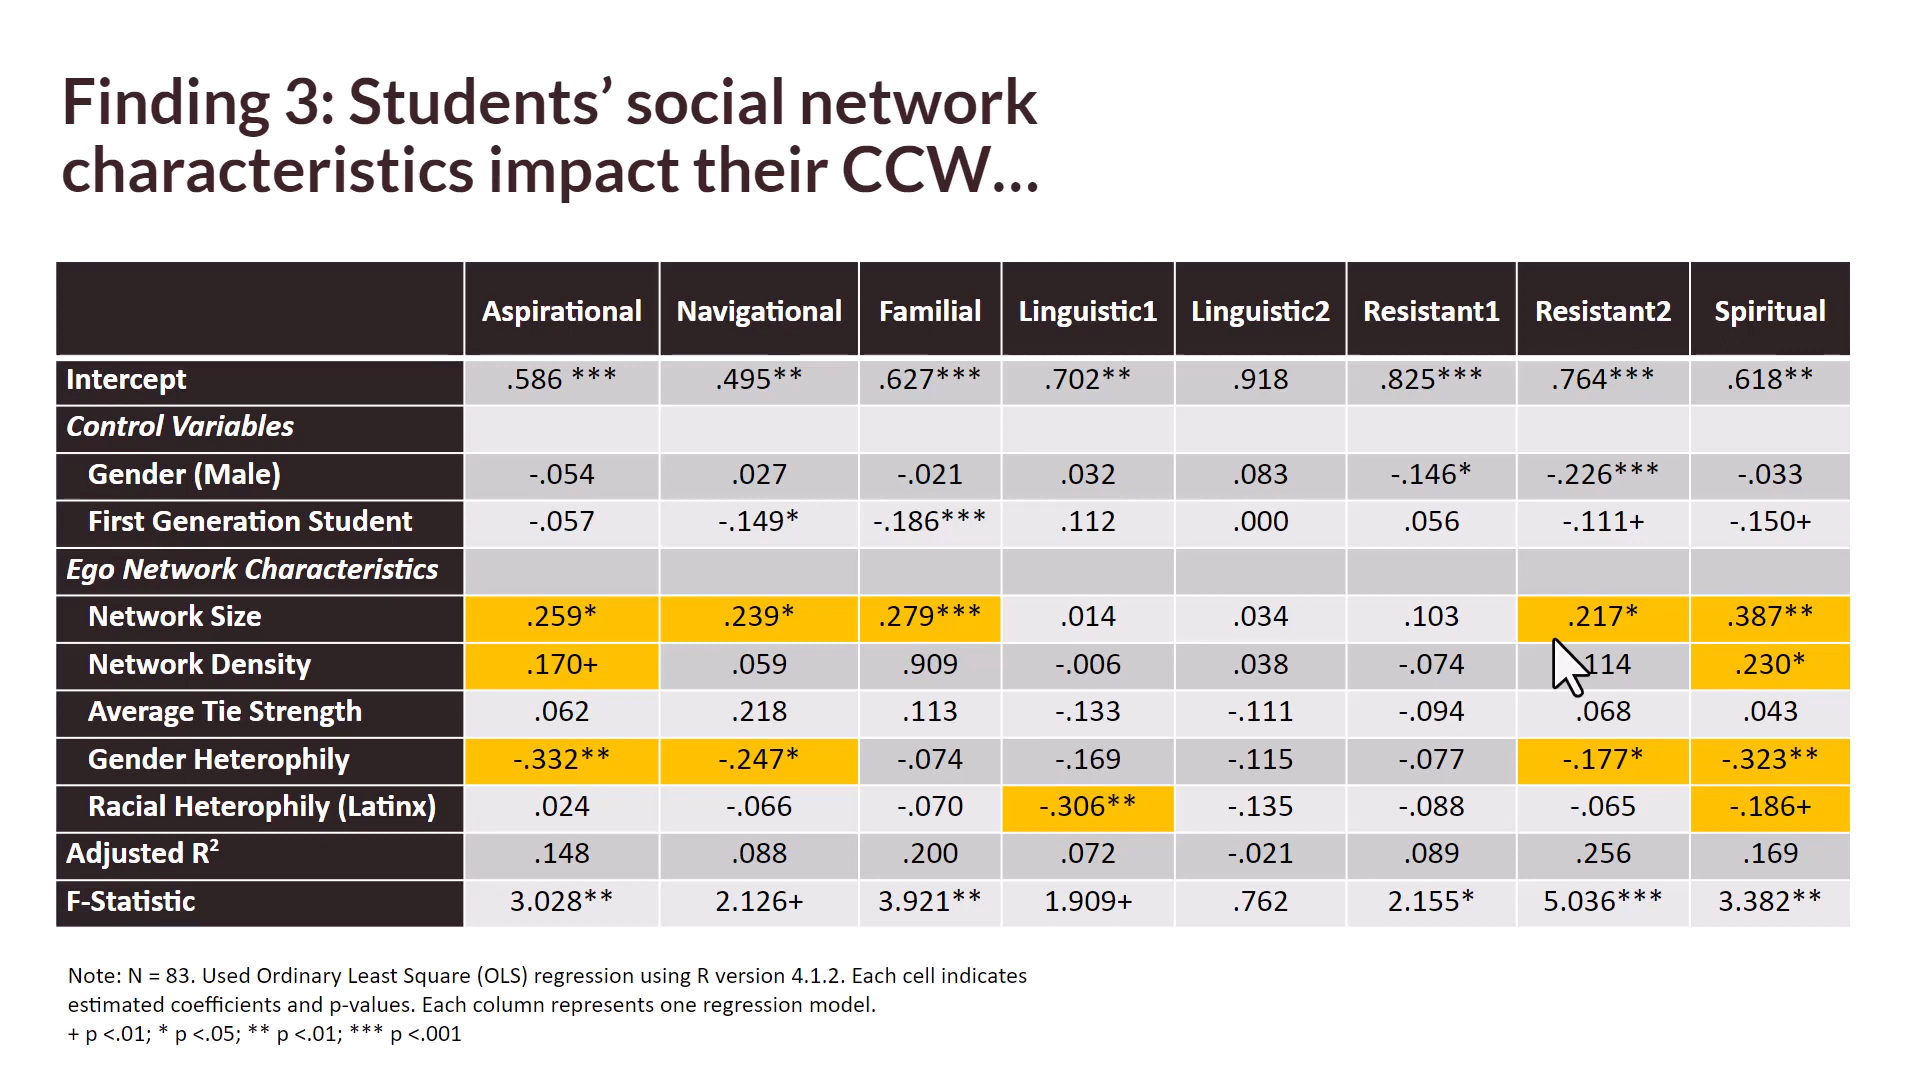 Finding 3: Students’ social network
characteristics impact their CCW...
Aspirational Navigational Familial Linguistic1 Linguistic2 Resistant1 Resistant2 Spiritual
Intercept .586 *** .495** .627*** .702** .918 .825*** .764*** .618**
Control Variables
Gender (Male) -.054 .027 -.021 .032 .083 -.146* -.226*** -.033
First Generation Student -.057 -.149* -.186*** .112 .000 .056 -.111+ -.150+
Ego Network Characteristics
Network Size .259* .239* .279*** .014 .034 .103 .217* .387**
Network Density .170+ .059 .909 -.006 .038 -.074 .114 .230*
Average Tie Strength .062 .218 .113 -.133 -.111 -.094 .068 .043
Gender Heterophily -.332** -.247* -.074 -.169 -.115 -.077 -.177* -.323**
Racial Heterophily (Latinx) .024 -.066 -.070 -.306** -.135 -.088 -.065 -.186+
Adjusted R² .148 .088 .200 .072 -.021 .089 .256 .169
F-Statistic 3.028** 2.126+ 3.921** 1.909+ .762 2.155* 5.036*** 3.382**
Note: N = 83. Used Ordinary Least Square (OLS) regression using R version 4.1.2. Each cell indicates
estimated coefficients and p-values. Each column represents one regression model.
+ p <.01; * p <.05; ** p <.01; *** p <.001